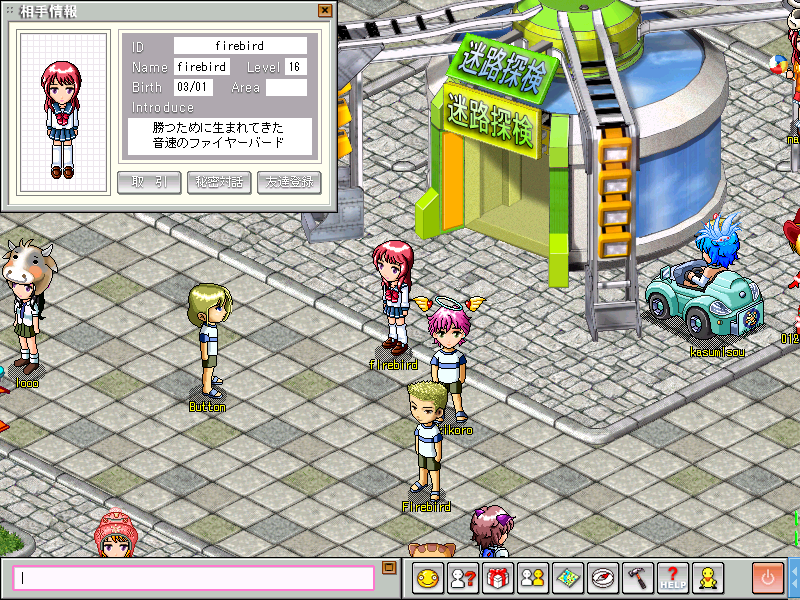 相手情報
ID firebird
Name firebird Level 16
Birth 03/01 Area
Introduce
勝つために生まれてきた
音速のファイヤーバード
取 引 秘密対話 友達登録
迷路探検
迷路探検
kasumisou
firebird
looo
Button
Firebird
HELP